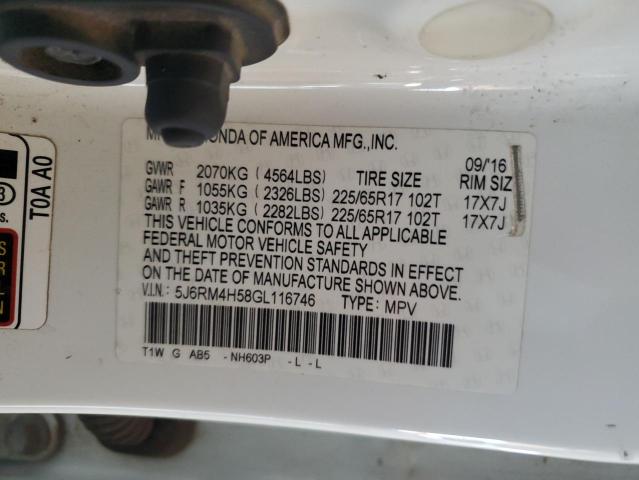 HONDA OF AMERICA MFG.,INC.
09/'16
GVWR 2070KG (4564LBS) TIRE SIZE RIM SIZ
GAWR F 1055KG (2326LBS) 225/65R17 102T 17X7J
GAWR R 1035KG (2282LBS) 225/65R17 102T 17X7J
THIS VEHICLE CONFORMS TO ALL APPLICABLE
FEDERAL MOTOR VEHICLE SAFETY
AND THEFT PREVENTION STANDARDS IN EFFECT
ON THE DATE OF MANUFACTURE SHOWN ABOVE.
V.I.N: 5J6RM4H58GL116746 TYPE: MPV
T1W G AB5 - NH603P - L - L
T0A A0